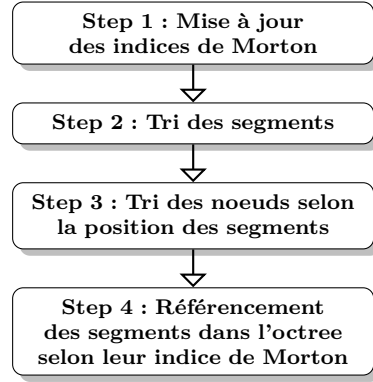 Step 1 : Mise à jour
des indices de Morton
Step 2 : Tri des segments
Step 3 : Tri des noeuds selon
la position des segments
Step 4 : Référencement
des segments dans l'octree
selon leur indice de Morton